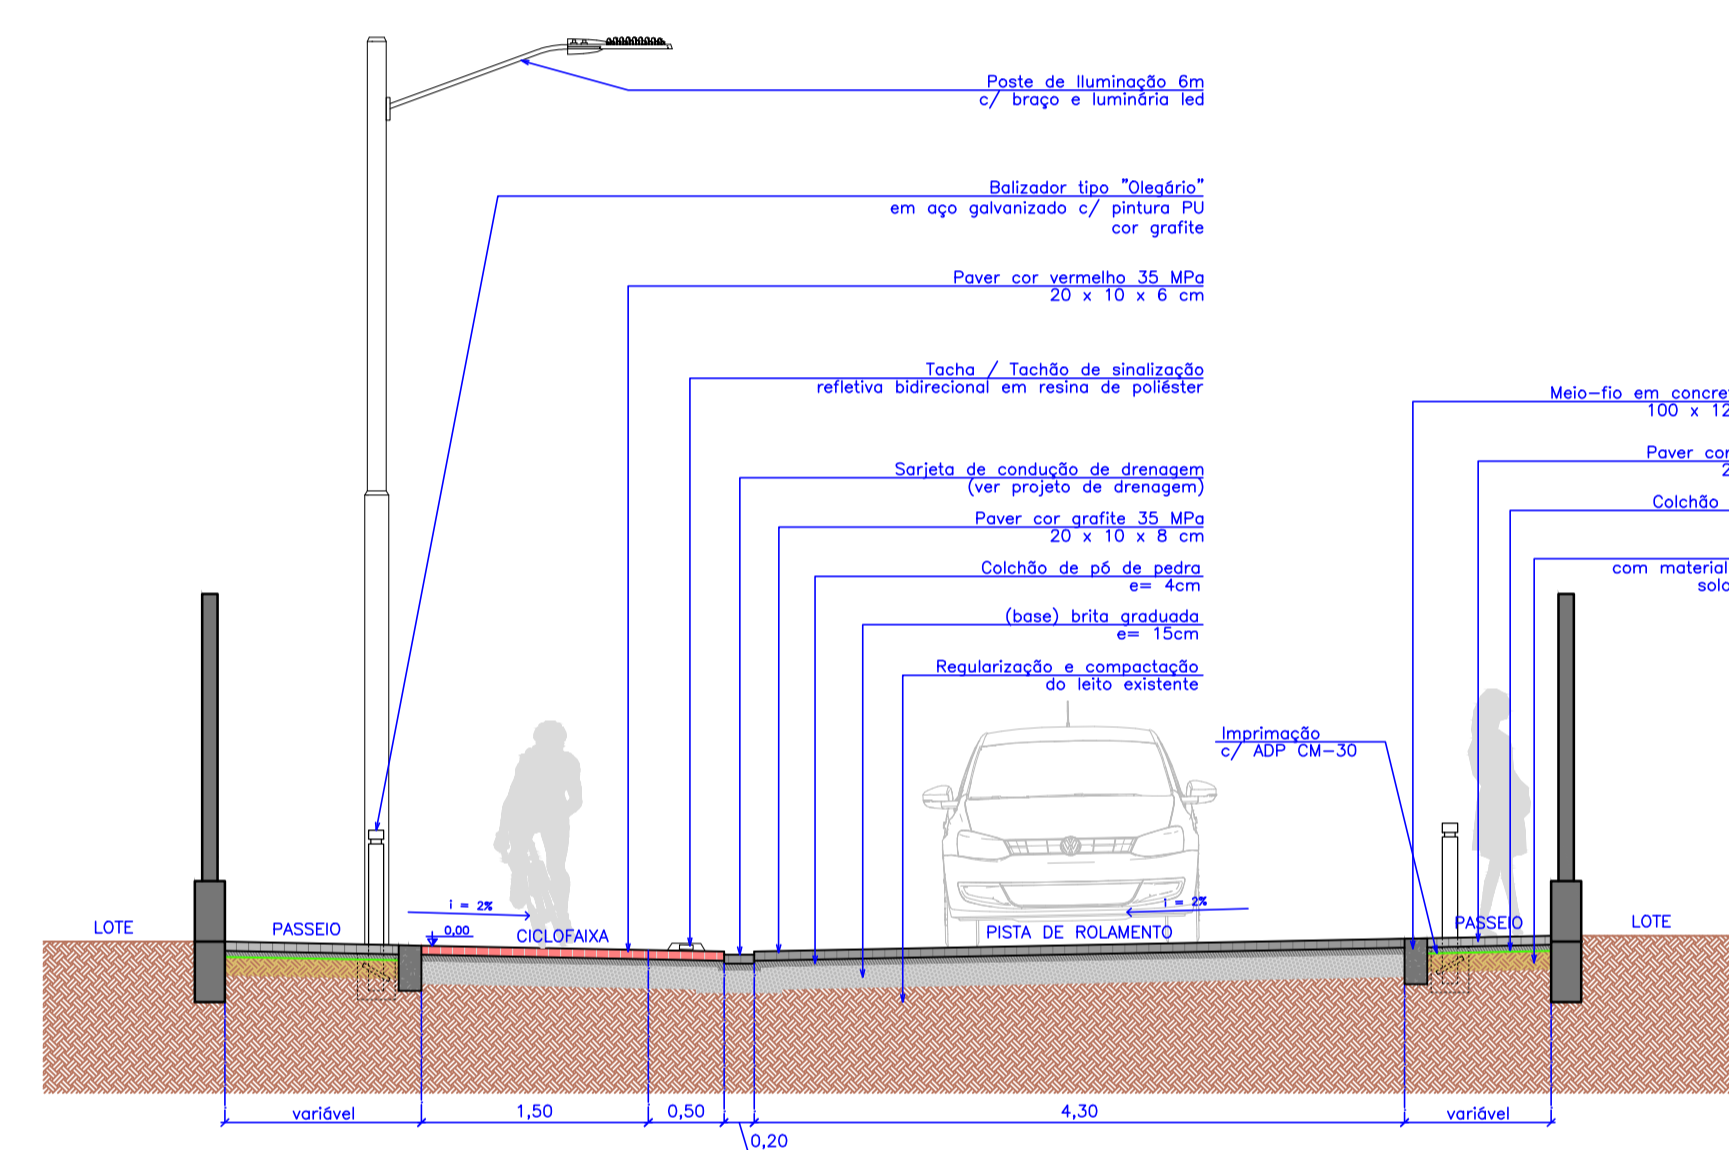 Poste de Iluminação 6m
c/ braço e luminária led
Balizador tipo "Olegário"
em aço galvanizado c/ pintura PU
cor grafite
Paver cor vermelho 35 MPa
20 x 10 x 6 cm
Tacha / Tachão de sinalização
refletiva bidirecional em resina de poliéster
Sarjeta de condução de drenagem
(ver projeto de drenagem)
Paver cor grafite 35 MPa
20 x 10 x 8 cm
Colchão de pó de pedra
e= 4cm
(base) brita graduada
e= 15cm
Regularização e compactação
do leito existente
Meio-fio em concre
100 x 12
Paver cor
2
Colchão
com material
solo
Imprimação
c/ ADP CM-30
LOTE
PASSEIO
i = 2%
0,00
CICLOFAIXA
PISTA DE ROLAMENTO
i = 2%
PASSEIO
LOTE
variável
1,50
0,50
0,20
4,30
variável